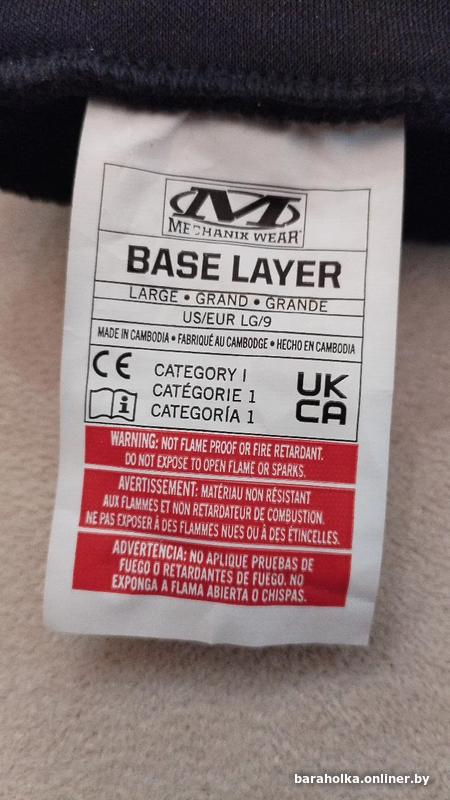 M
MECHANIX WEAR
BASE LAYER
LARGE • GRAND • GRANDE
US/EUR LG/9
MADE IN CAMBODIA • FABRIQUÉ AU CAMBODGE • HECHO EN CAMBODIA
CE
CATEGORY I
CATÉGORIE 1
CATEGORÍA 1
i
UK
CA
WARNING: NOT FLAME PROOF OR FIRE RETARDANT.
DO NOT EXPOSE TO OPEN FLAME OR SPARKS.
AVERTISSEMENT: MATÉRIAU NON RÉSISTANT
AUX FLAMMES ET NON RETARDATEUR DE COMBUSTION.
NE PAS EXPOSER À DES FLAMMES NUES OU À DES ÉTINCELLES.
ADVERTENCIA: NO APLIQUE PRUEBAS DE
FUEGO O RETARDANTES DE FUEGO. NO
EXPONGA A FLAMA ABIERTA O CHISPAS.
baraholka.onliner.by